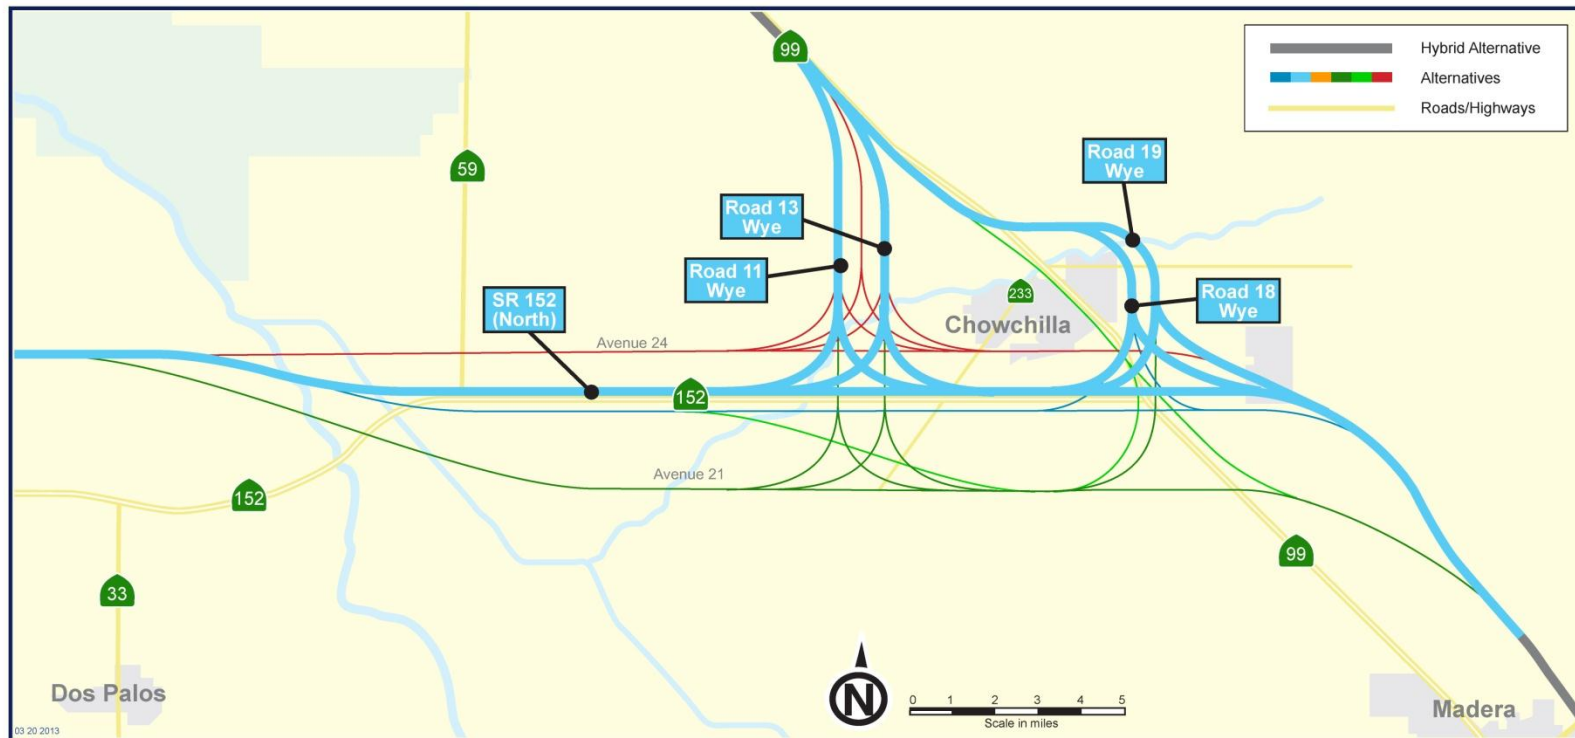 99
Hybrid Alternative
Alternatives
Roads/Highways
59
Road 19
Wye
Road 13
Wye
Road 11
Wye
SR 152
(North)
233
Road 18
Wye
Chowchilla
Avenue 24
152
Avenue 21
152
99
33
Dos Palos
N
0 1 2 3 4 5
Scale in miles
Madera
03 20 2013